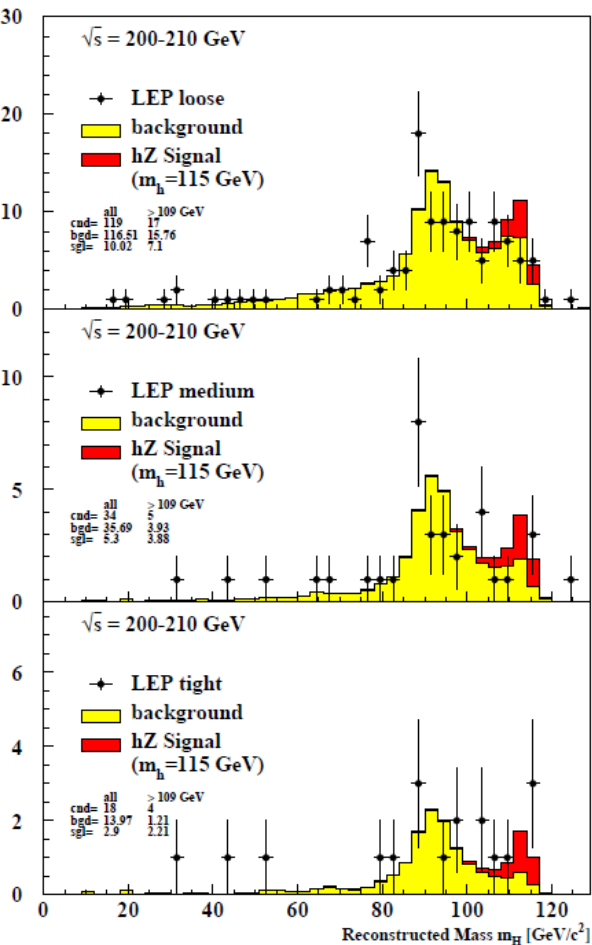 30
√s = 200-210 GeV
LEP loose
20
background
hZ Signal
(m_h=115 GeV)
all > 109 GeV
cnd= 119 17
10
bgd= 116.51 15.76
sgl= 10.02 7.1
0
√s = 200-210 GeV
10
LEP medium
background
hZ Signal
(m_h=115 GeV)
5
all > 109 GeV
cnd= 34 5
bgd= 35.69 3.93
sgl= 5.3 3.88
0
√s = 200-210 GeV
6
LEP tight
background
4
hZ Signal
(m_h=115 GeV)
all > 109 GeV
cnd= 18 4
2
bgd= 13.97 1.21
sgl= 2.9 2.21
0
0 20 40 60 80 100 120
Reconstructed Mass m_H [GeV/c²]